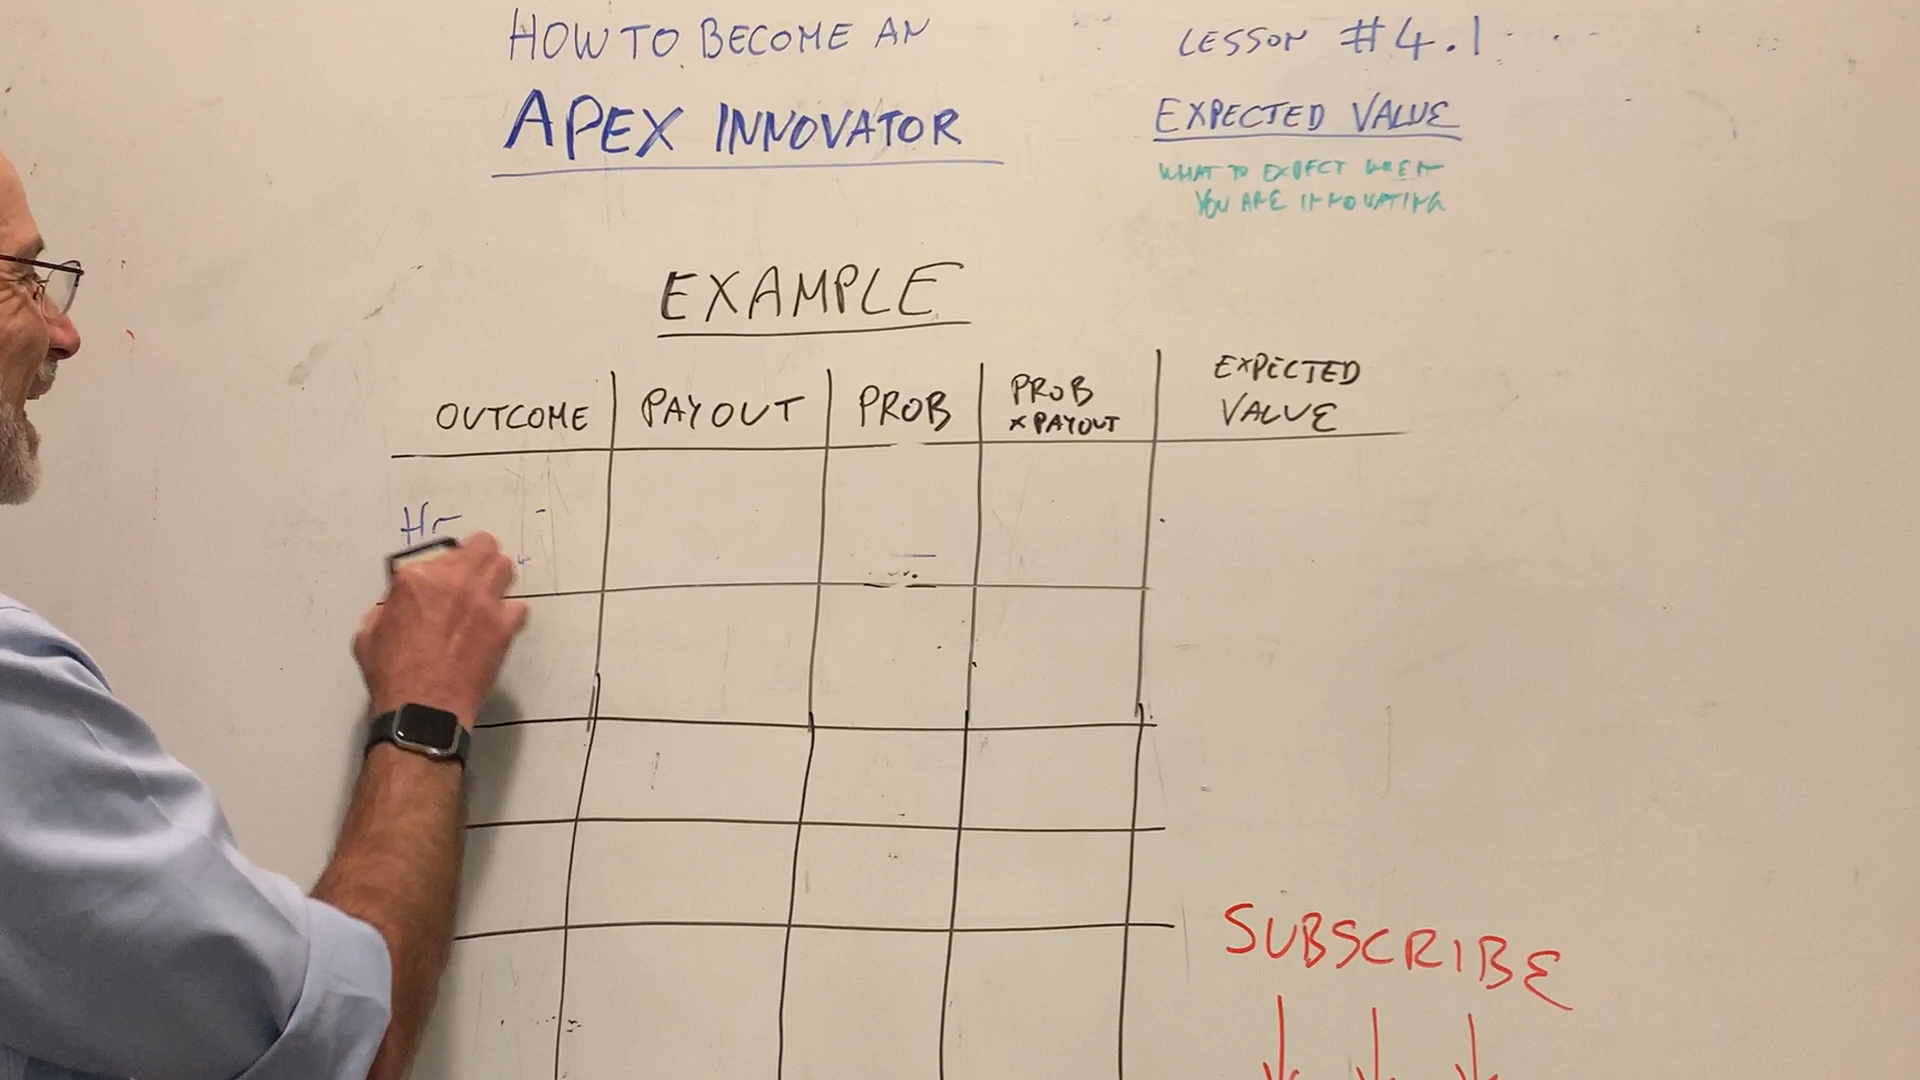 HOW TO BECOME AN
APEX INNOVATOR
LESSON #4.1
EXPECTED VALUE
WHAT TO EXPECT WHEN
YOU ARE INNOVATING
EXAMPLE
OUTCOME PAYOUT PROB PROB X PAYOUT EXPECTED VALUE
SUBSCRIBE